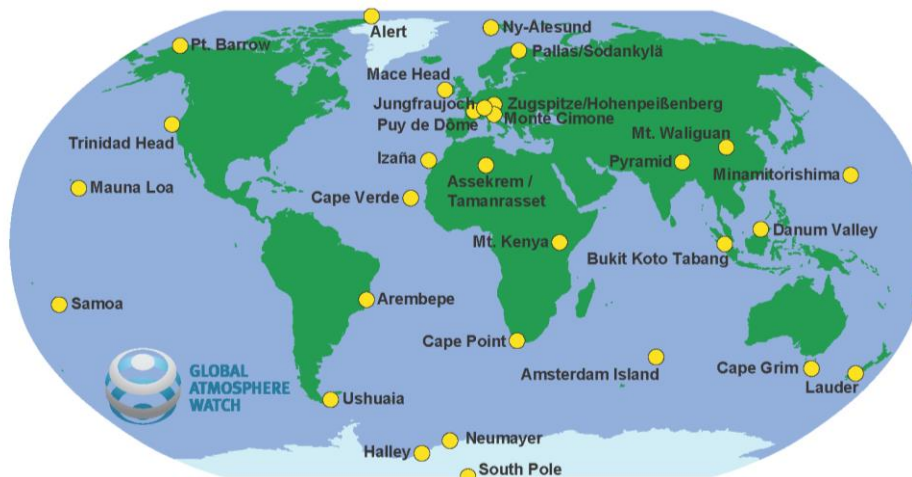 Alert
Ny-Alesund
Pt. Barrow
Pallas/Sodankylä
Mace Head
Jungfraujoch
Zugspitze/Hohenpeißenberg
Puy de Dôme
Monte Cimone
Trinidad Head
Mt. Waliguan
Izaña
Pyramid
Mauna Loa
Assekrem /
Tamanrasset
Minamitorishima
Cape Verde
Mt. Kenya
Danum Valley
Bukit Koto Tabang
Samoa
Arembepe
Cape Point
Amsterdam Island
Cape Grim
Lauder
GLOBAL
ATMOSPHERE
WATCH
Ushuaia
Neumayer
Halley
South Pole